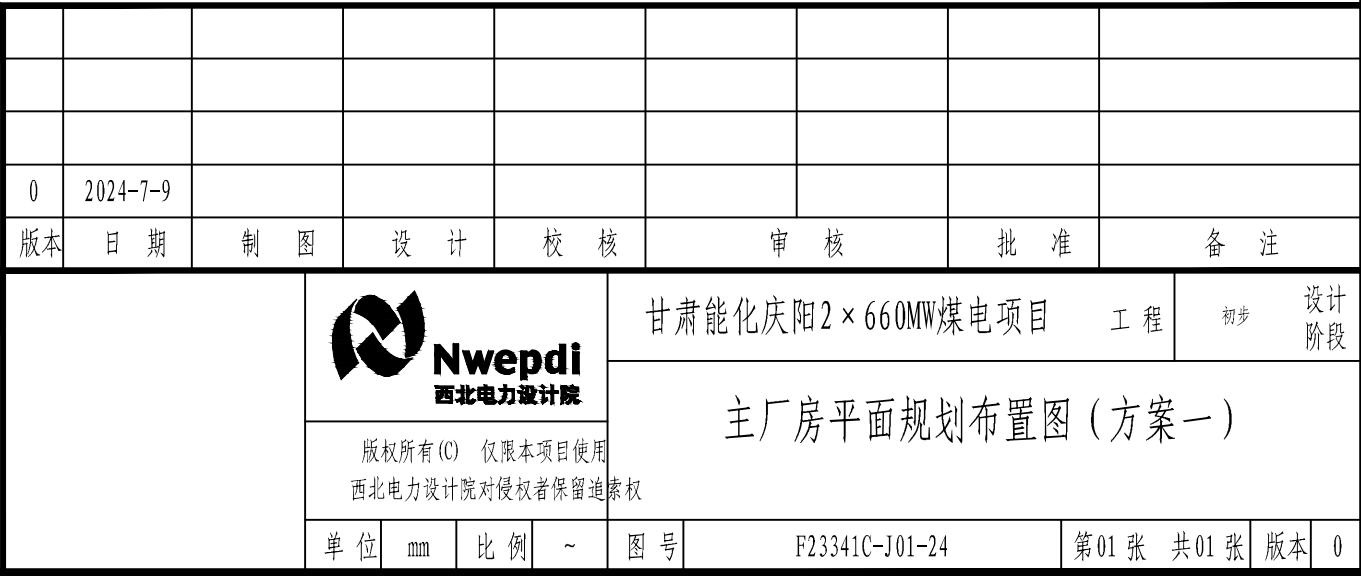 0 2024-7-9
版本 日 期 制 图 设 计 校 核 审 核 批 准 备 注
Nwepdi
西北电力设计院
甘肃能化庆阳2×660MW煤电项目 工 程 初步 设计
阶段
主厂房平面规划布置图(方案一)
版权所有(C) 仅限本项目使用
西北电力设计院对侵权者保留追索权
单 位 mm 比 例 ~ 图 号 F23341C-J01-24 第01 张 共01 张 版本 0